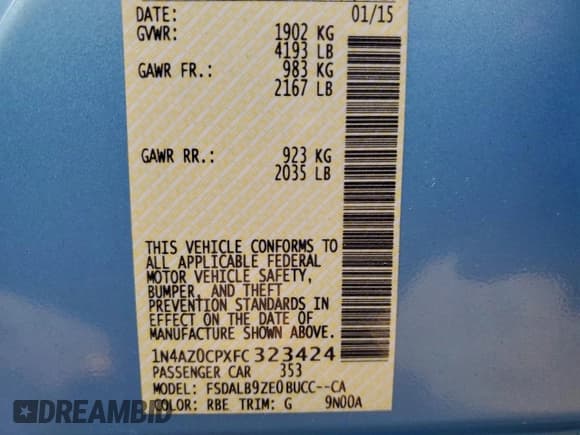 DATE: 01/15
GVWR: 1902 KG
4193 LB
GAWR FR.: 983 KG
2167 LB
GAWR RR.: 923 KG
2035 LB
THIS VEHICLE CONFORMS TO
ALL APPLICABLE FEDERAL
MOTOR VEHICLE SAFETY,
BUMPER, AND THEFT
PREVENTION STANDARDS IN
EFFECT ON THE DATE OF
MANUFACTURE SHOWN ABOVE.
1N4AZ0CPXFC323424
PASSENGER CAR 353
MODEL: FSDALB9ZE0BUCC--CA
COLOR: RBE TRIM: G 9N00A
DREAMBID